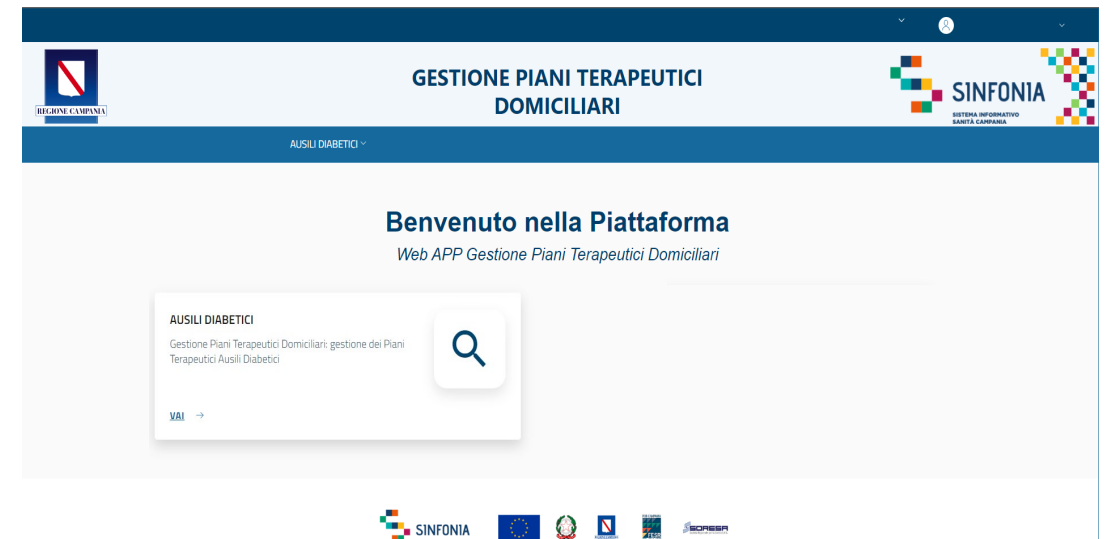 REGIONE CAMPANIA
GESTIONE PIANI TERAPEUTICI
DOMICILIARI
SINFONIA
SISTEMA INFORMATIVO
SANITÀ CAMPANIA
AUSILI DIABETICI
Benvenuto nella Piattaforma
Web APP Gestione Piani Terapeutici Domiciliari
AUSILI DIABETICI
Gestione Piani Terapeutici Domiciliari: gestione dei Piani
Terapeutici Ausili Diabetici
VAI
SINFONIA
FESR
SORESA